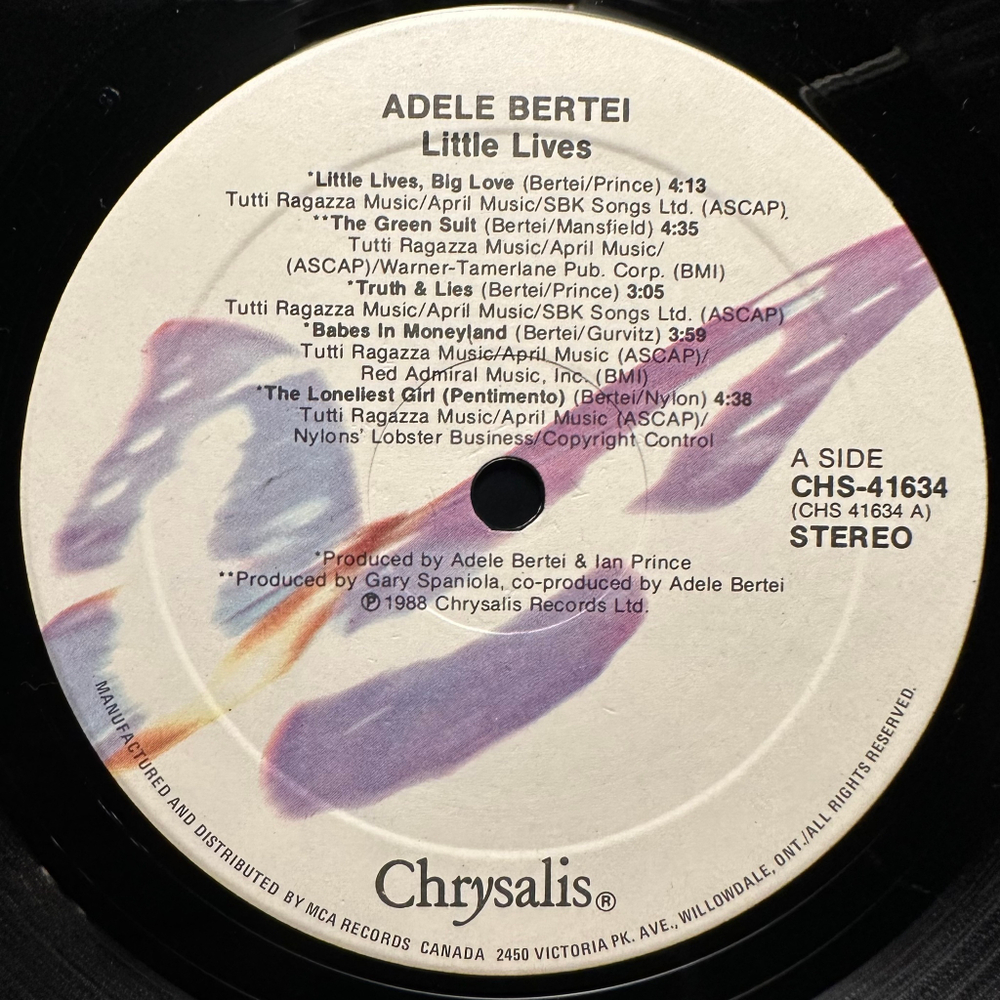 ADELE BERTEI
Little Lives
*Little Lives, Big Love (Bertei/Prince) 4:13
Tutti Ragazza Music/April Music/SBK Songs Ltd. (ASCAP).
**The Green Suit (Bertei/Mansfield) 4:35
Tutti Ragazza Music/April Music/
(ASCAP)/Warner-Tamerlane Pub. Corp. (BMI)
*Truth & Lies (Bertei/Prince) 3:05
Tutti Ragazza Music/April Music/SBK Songs Ltd. (ASCAP)
*Babes In Moneyland (Bertei/Gurvitz) 3:59
Tutti Ragazza Music/April Music (ASCAP)/
Red Admiral Music, Inc. (BMI)
*The Loneliest Girl (Pentimento) (Bertei/Nylon) 4:38
Tutti Ragazza Music/April Music (ASCAP)/
Nylons' Lobster Business/Copyright Control
A SIDE
CHS-41634
(CHS 41634 A)
STEREO
*Produced by Adele Bertei & Ian Prince
**Produced by Gary Spaniola, co-produced by Adele Bertei
℗ 1988 Chrysalis Records Ltd.
Chrysalis®
MANUFACTURED AND DISTRIBUTED BY MCA RECORDS CANADA 2450 VICTORIA PK. AVE., WILLOWDALE, ONT./ALL RIGHTS RESERVED.